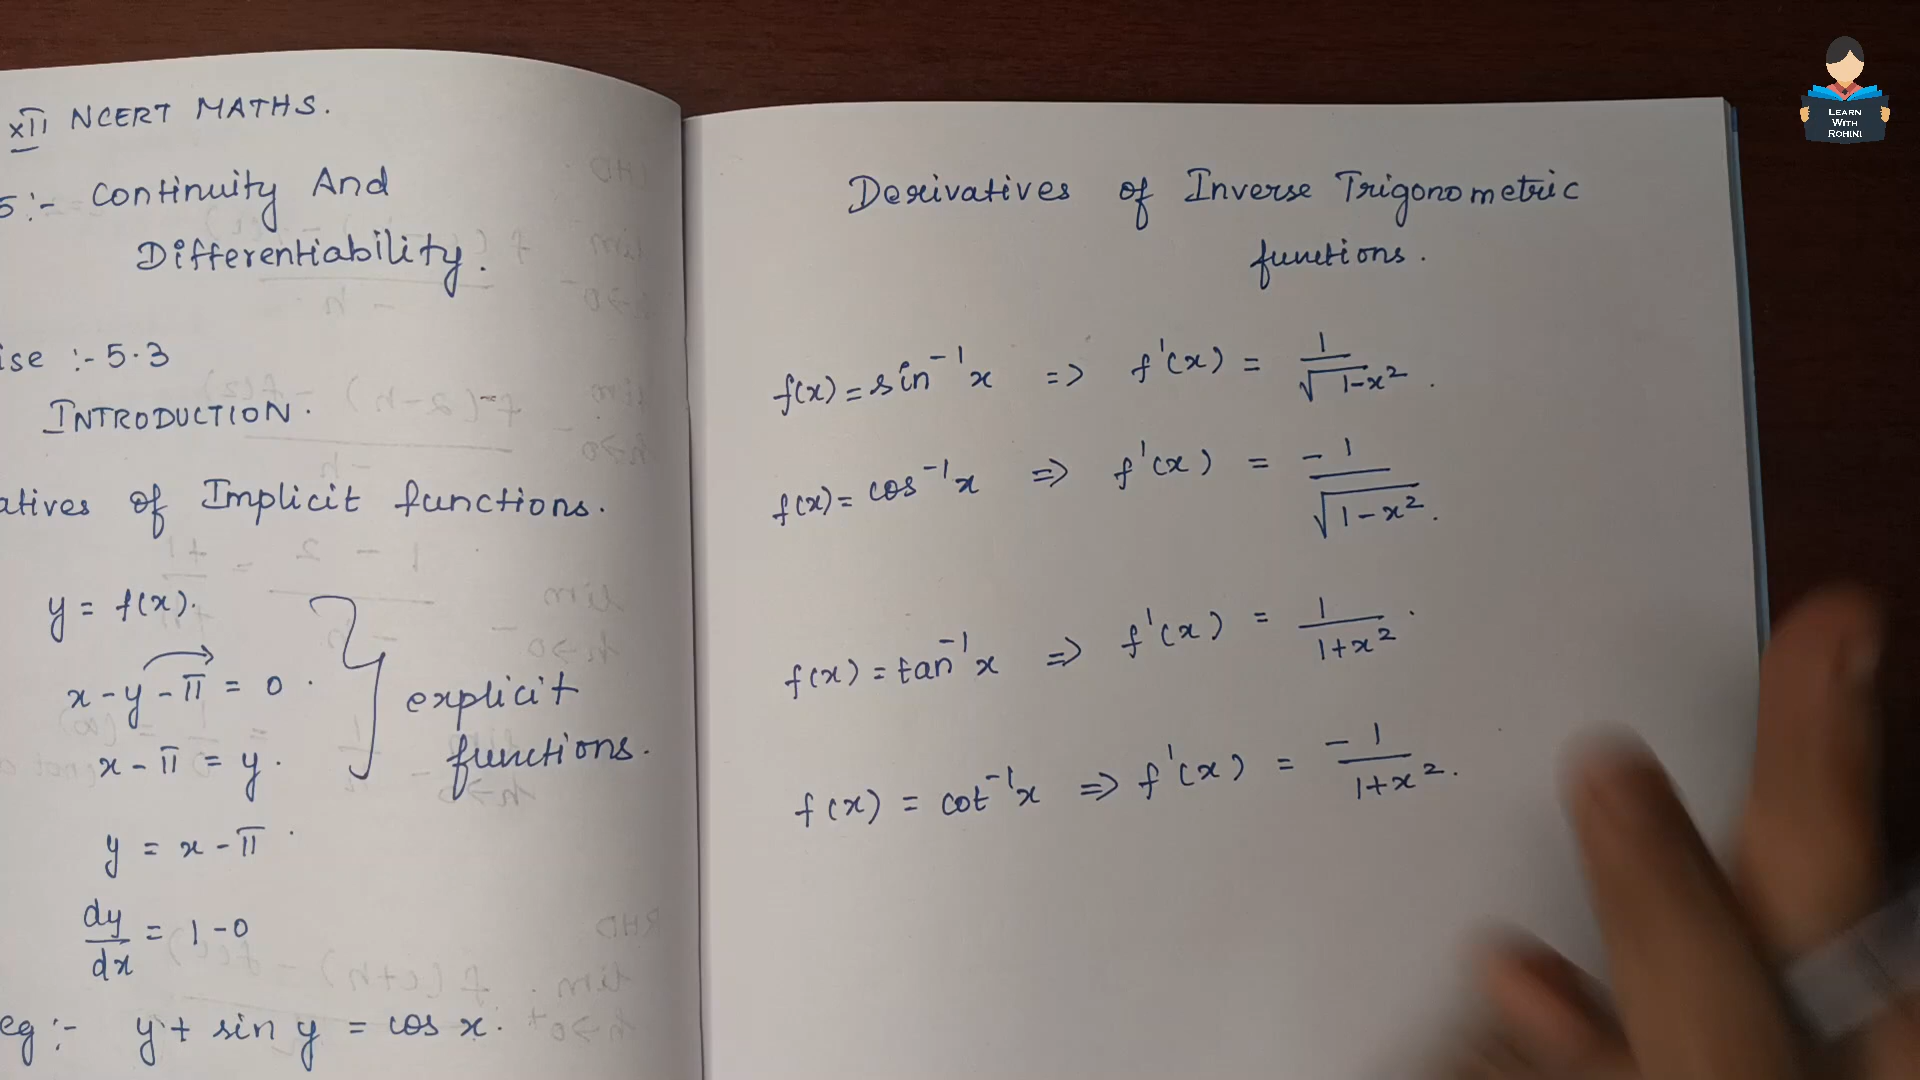 XII NCERT MATHS.
5:- Continuity And
Differentiability.
ise :- 5.3
INTRODUCTION.
atives of Implicit functions.
y = f(x).
x - y - π = 0.
x - π = y.
explicit
functions.
y = x - π
dy/dx = 1 - 0
eg:- y + sin y = cos x.
Derivatives of Inverse Trigonometric
functions.
f(x) = sin⁻¹x => f'(x) = 1/√1-x².
f(x) = cos⁻¹x => f'(x) = -1/√1-x².
f(x) = tan⁻¹x => f'(x) = 1/1+x².
f(x) = cot⁻¹x => f'(x) = -1/1+x².
LEARN
WITH
ROHINI